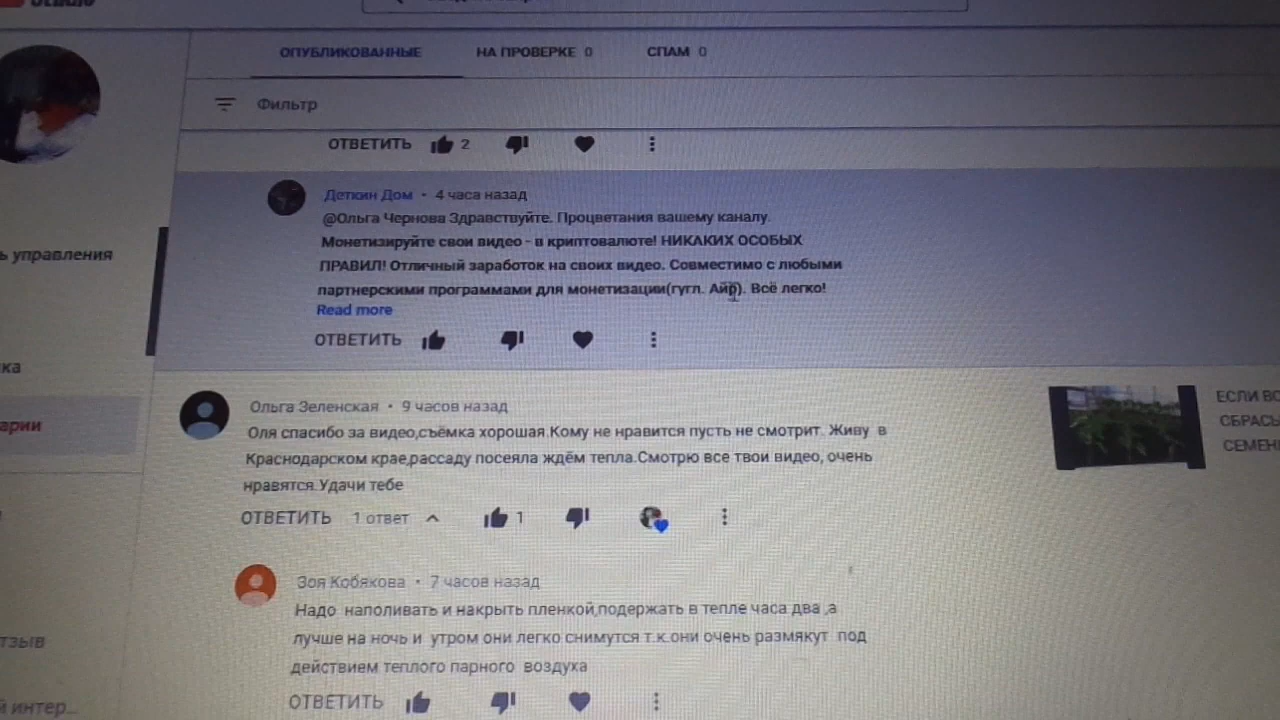 ОПУБЛИКОВАННЫЕ НА ПРОВЕРКЕ 0 СПАМ 0
Фильтр
ОТВЕТИТЬ 2
Деткин Дом • 4 часа назад
@Ольга Чернова Здравствуйте. Процветания вашему каналу.
Монетизируйте свои видео - в криптовалюте! НИКАКИХ ОСОБЫХ
ПРАВИЛ! Отличный заработок на своих видео. Совместимо с любыми
партнерскими программами для монетизации(гугл. Айр). Всё легко!
Read more
ОТВЕТИТЬ
ь управления
ка
арии
тзыв
й интер...
Ольга Зеленская • 9 часов назад
Оля спасибо за видео,съёмка хорошая.Кому не нравится пусть не смотрит. Живу в
Краснодарском крае,рассаду посеяла ждём тепла.Смотрю все твои видео, очень
нравятся.Удачи тебе
ОТВЕТИТЬ 1 ответ 1
ЕСЛИ ВО
СБРАСЫ
СЕМЕН
Зоя Кобякова • 7 часов назад
Надо наполивать и накрыть пленкой,подержать в тепле часа два ,а
лучше на ночь и утром они легко снимутся т.к.они очень размякут под
действием теплого парного воздуха
ОТВЕТИТЬ